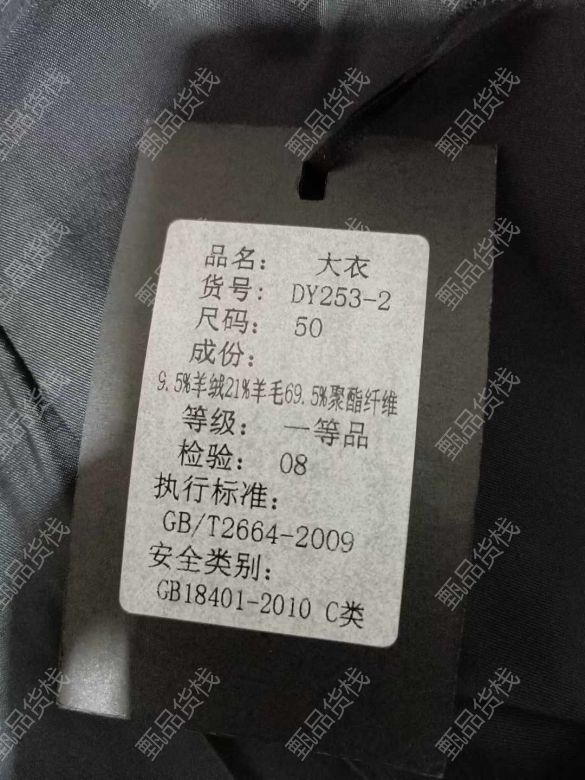 品名： 大衣
货号： DY253-2
尺码： 50
成份：
9.5%羊绒21%羊毛69.5%聚酯纤维
等级： 一等品
检验： 08
执行标准：
GB/T2664-2009
安全类别：
GB18401-2010 C类
甄品货栈